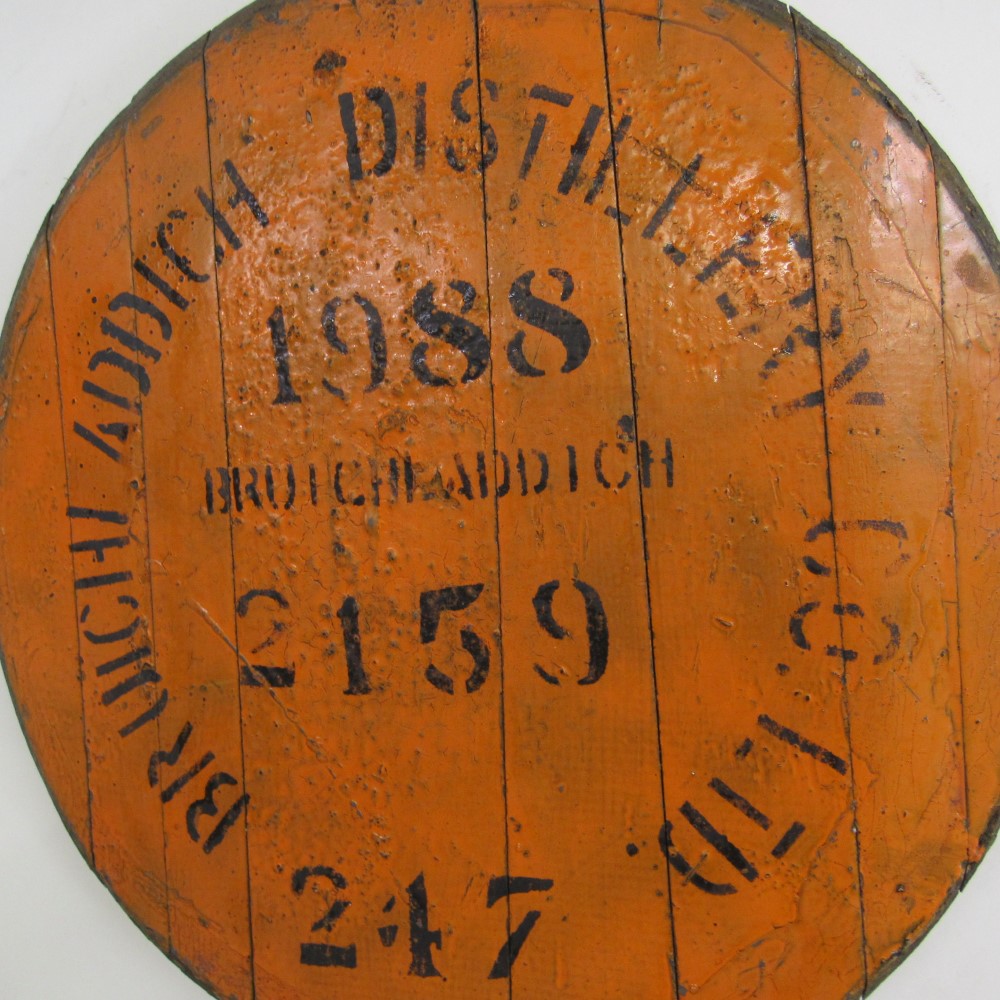 BRUICHLADDICH DISTILLERY CO LTD
1988
BRUICHLADDICH
2159
247